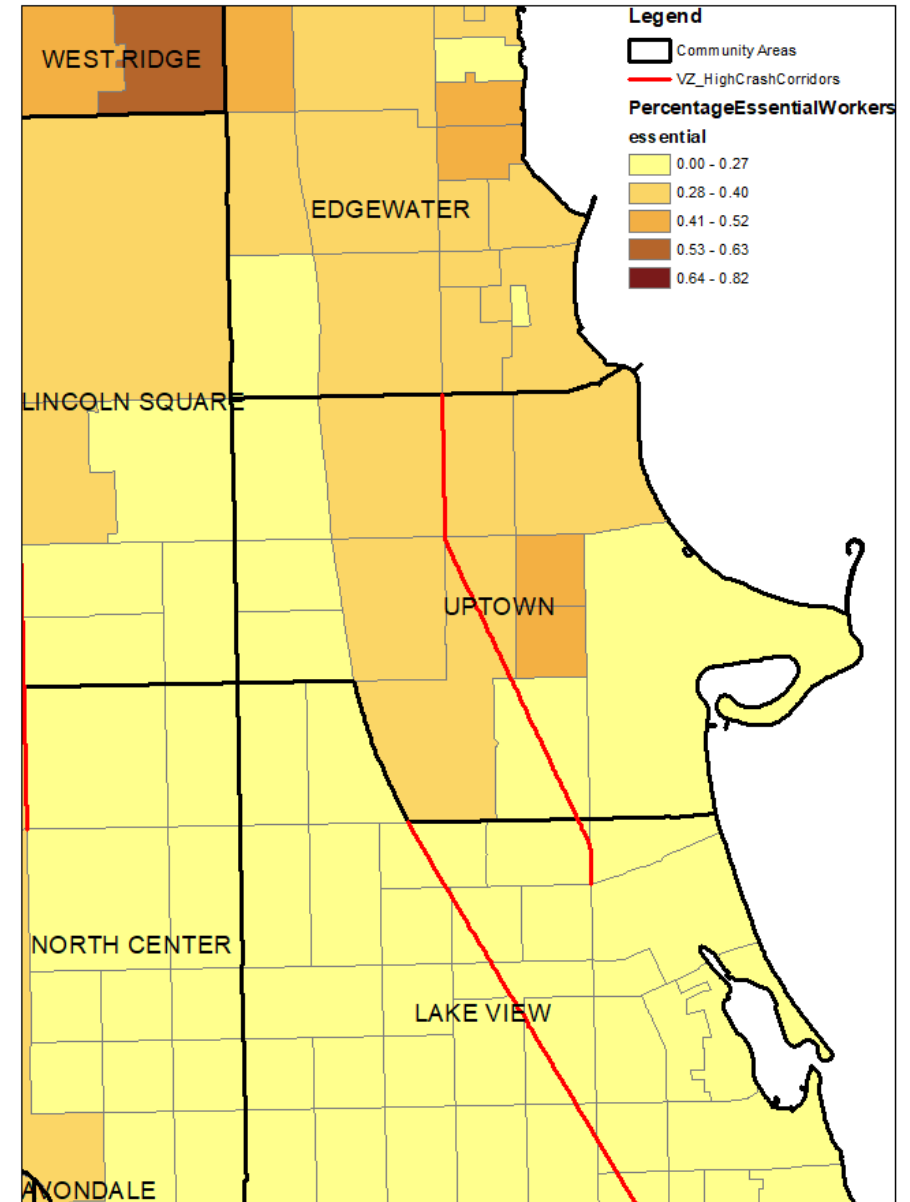 Legend
Community Areas
VZ_HighCrashCorridors
PercentageEssentialWorkers
essential
0.00 - 0.27
0.28 - 0.40
0.41 - 0.52
0.53 - 0.63
0.64 - 0.82
WEST RIDGE
EDGEWATER
LINCOLN SQUARE
UPTOWN
NORTH CENTER
LAKE VIEW
AVONDALE